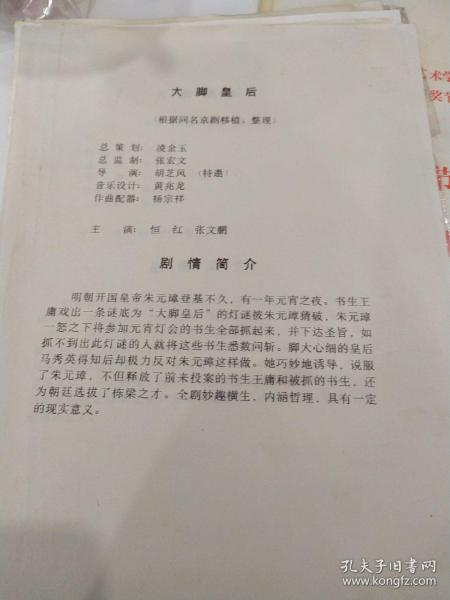 大脚皇后
(根据同名京剧移植、整理)
总策划：凌金玉
总监制：张宏文
导演：胡芝风（特邀）
音乐设计：黄兆龙
作曲配器：杨宗祥
主演：恒红 张文鹏
剧情简介
明朝开国皇帝朱元璋登基不久，有一年元宵之夜。书生王
庸戏出一条谜底为“大脚皇后”的灯谜被朱元璋猜破，朱元璋
一怒之下将参加元宵灯会的书生全部抓起来，并下达圣旨，如
抓不到出此灯谜的人就将这些书生悉数问斩。脚大心细的皇后
马秀英得知后却极力反对朱元璋这样做。她巧妙地诱导，说服
了朱元璋，不但释放了前来投案的书生王庸和被抓的书生，还
为朝廷选拔了栋梁之才。全剧妙趣横生、内涵哲理，具有一定
的现实意义。
术学
奖
孔夫子旧书网
www.kongfz.com